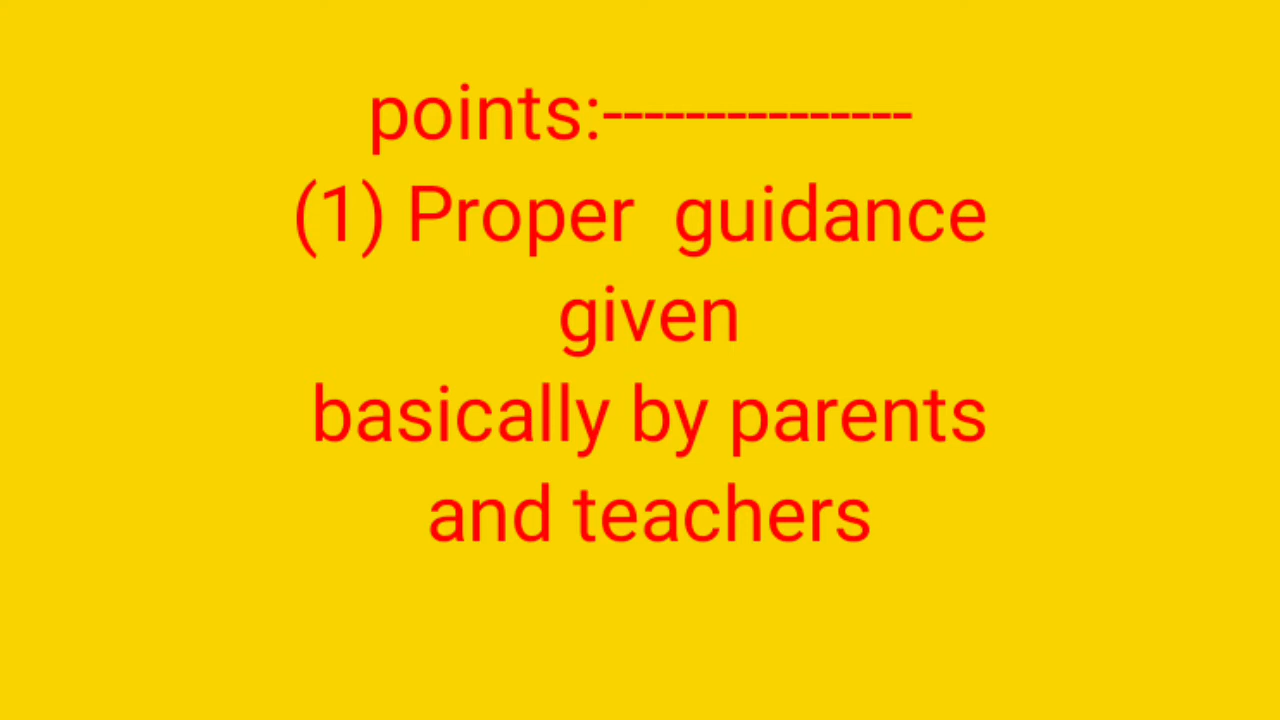 points:---------------
(1) Proper  guidance
given
basically by parents
and teachers